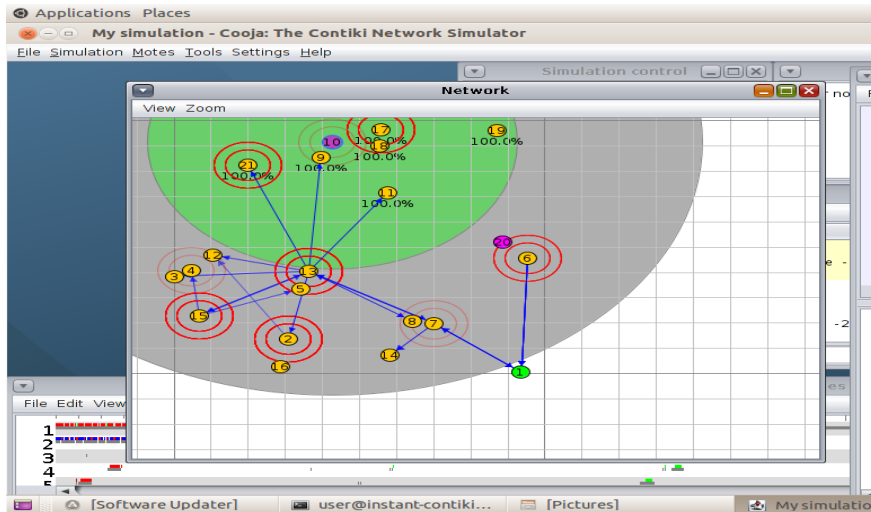 Applications Places
My simulation - Cooja: The Contiki Network Simulator
File Simulation Motes Tools Settings Help
Simulation control
Network
View Zoom
17
10
100.0%
18
19
100.0%
9
100.0%
21
100.0%
100.0%
11
100.0%
20
12
6
4
3
13
5
15
8
7
2
14
16
1
File Edit View
1
2
3
4
5
[Software Updater]
user@instant-contiki...
[Pictures]
My simulatio